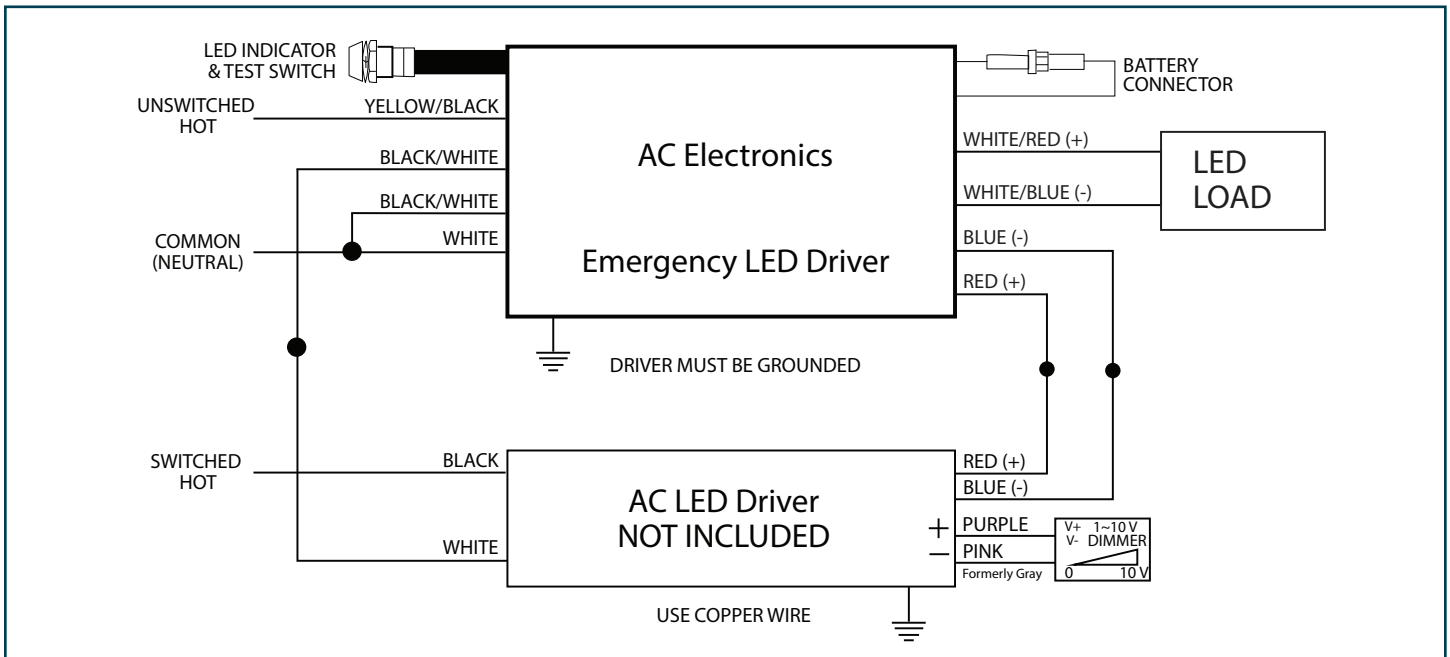 LED INDICATOR
& TEST SWITCH
UNSWITCHED
HOT
YELLOW/BLACK
BLACK/WHITE
BLACK/WHITE
COMMON
(NEUTRAL)
WHITE
AC Electronics
Emergency LED Driver
BATTERY
CONNECTOR
WHITE/RED (+)
WHITE/BLUE (-)
LED
LOAD
BLUE (-)
RED (+)
DRIVER MUST BE GROUNDED
SWITCHED
HOT
BLACK
WHITE
AC LED Driver
NOT INCLUDED
RED (+)
BLUE (-)
+ PURPLE
– PINK
Formerly Gray
V+ 1~10 V
V- DIMMER
0 10 V
USE COPPER WIRE